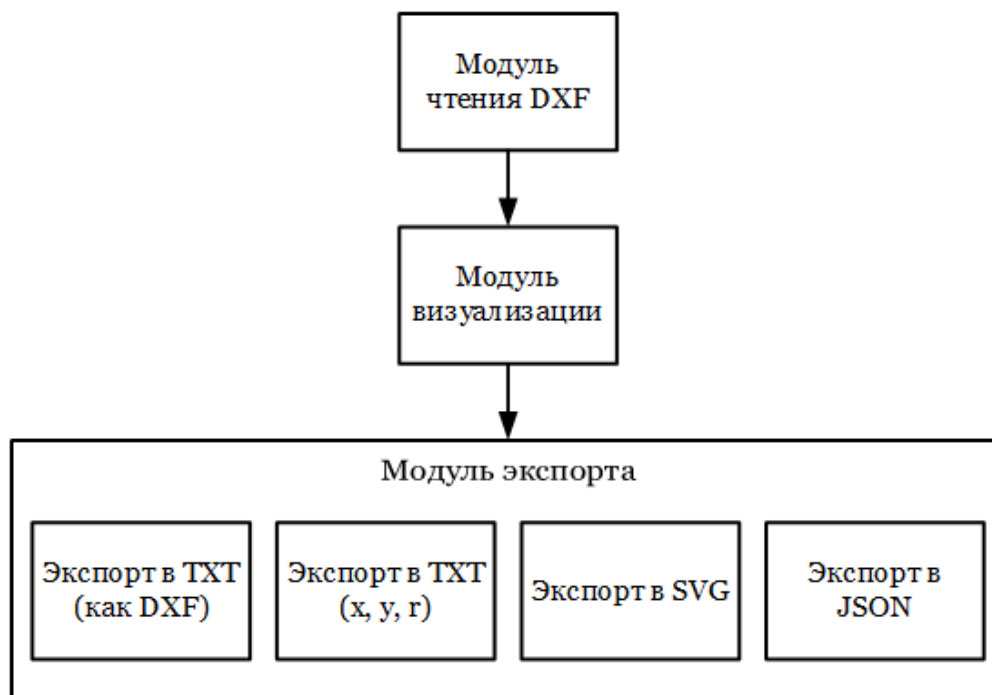 Модуль
чтения DXF
Модуль
визуализации
Модуль экспорта
Экспорт в TXT
(как DXF)
Экспорт в TXT
(x, y, r)
Экспорт в SVG
Экспорт в
JSON